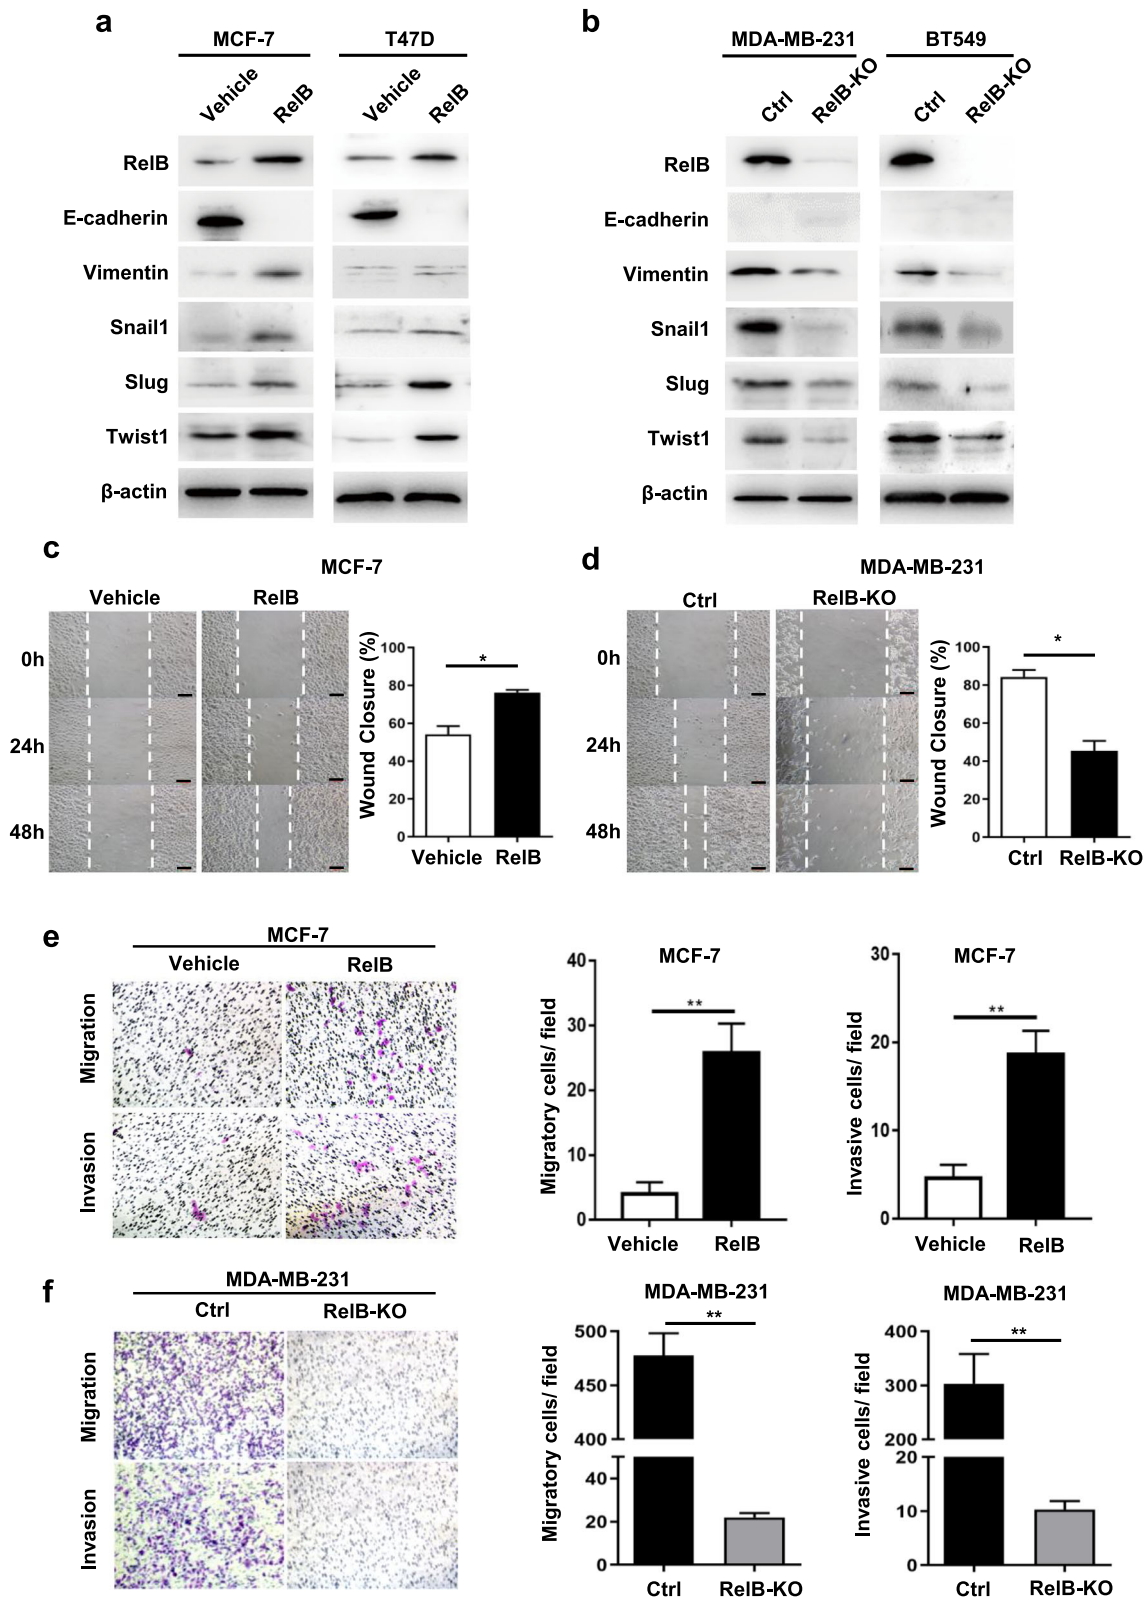 a
MCF-7 T47D
Vehicle RelB Vehicle RelB
RelB
E-cadherin
Vimentin
Snail1
Slug
Twist1
β-actin
b
MDA-MB-231 BT549
Ctrl RelB-KO Ctrl RelB-KO
RelB
E-cadherin
Vimentin
Snail1
Slug
Twist1
β-actin
c
MCF-7
Vehicle RelB
0h
24h
48h
Wound Closure (%)
100
80
60
40
20
0
*
Vehicle RelB
d
MDA-MB-231
Ctrl RelB-KO
0h
24h
48h
Wound Closure (%)
100
80
60
40
20
0
*
Ctrl RelB-KO
e
MCF-7
Vehicle RelB
Migration
Invasion
MCF-7
Migratory cells/ field
40
30
20
10
0
**
Vehicle RelB
MCF-7
Invasive cells/ field
30
20
10
0
**
Vehicle RelB
f
MDA-MB-231
Ctrl RelB-KO
Migration
Invasion
MDA-MB-231
Migratory cells/ field
500
450
400
40
20
0
**
Ctrl RelB-KO
MDA-MB-231
Invasive cells/ field
400
300
200
20
10
0
**
Ctrl RelB-KO